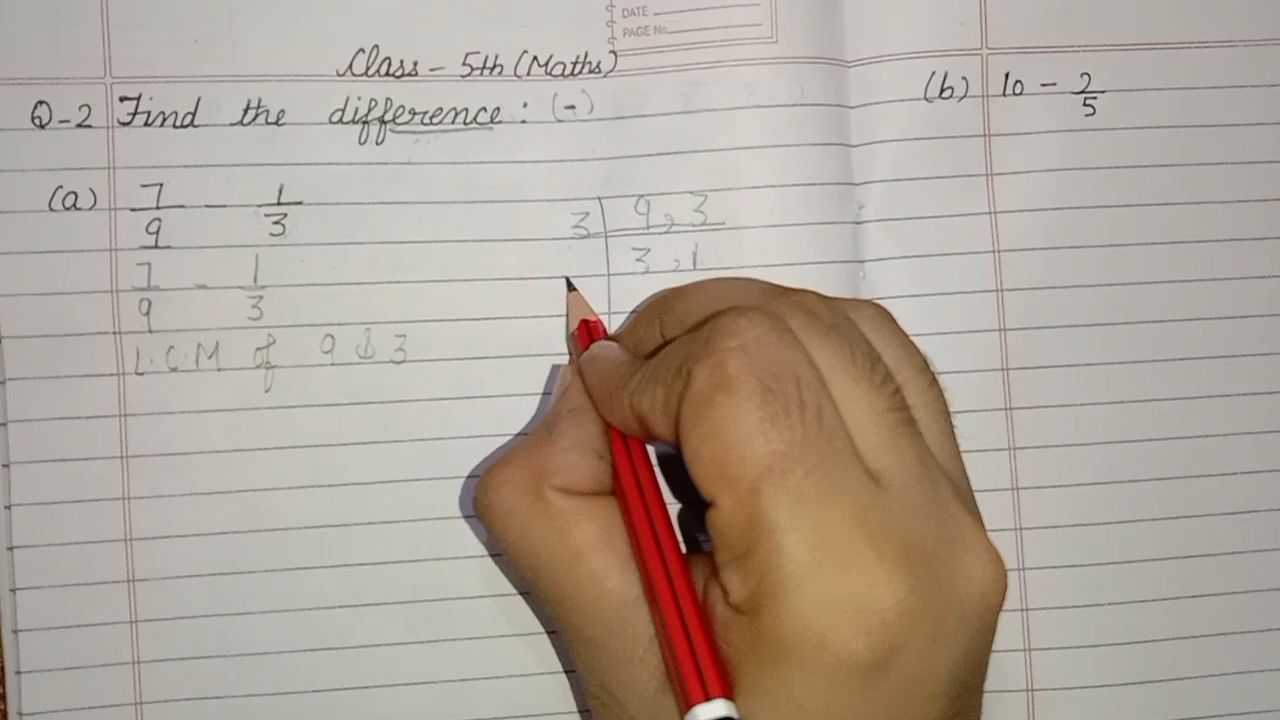 DATE
PAGE No.
Class - 5th (Maths)
Q-2 Find the difference : (-)
(a) 7/9 - 1/3
7/9 - 1/3
L.C.M of 9 & 3
3 | 9, 3
3, 1
(b) 10 - 2/5